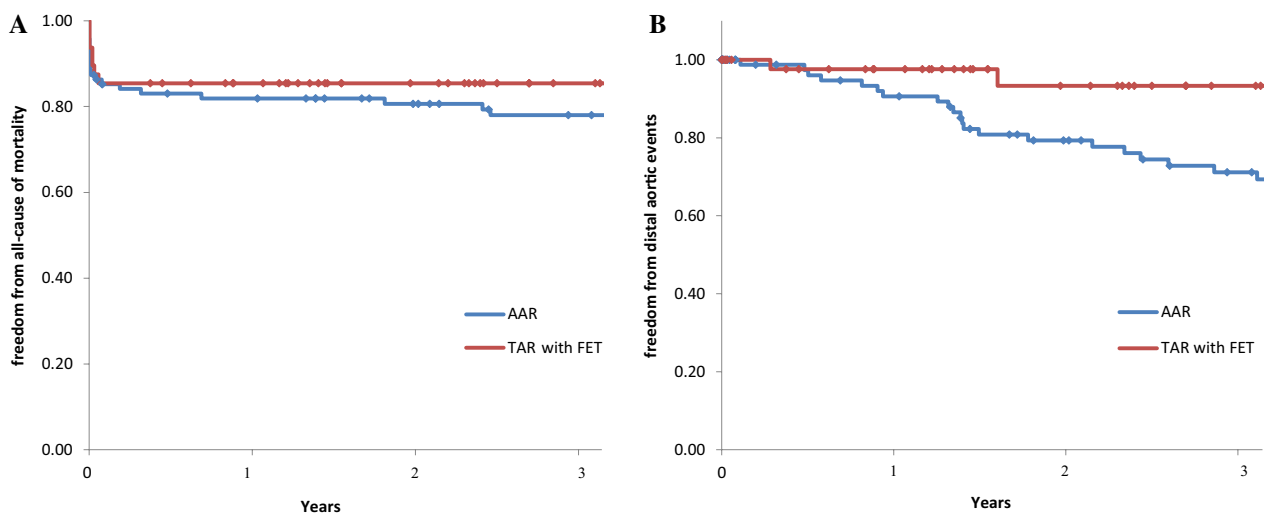 A
freedom from all-cause of mortality
1.00
0.80
0.60
0.40
0.20
0.00
AAR
TAR with FET
0 1 2 3
Years
B
freedom from distal aortic events
1.00
0.80
0.60
0.40
0.20
0.00
AAR
TAR with FET
0 1 2 3
Years